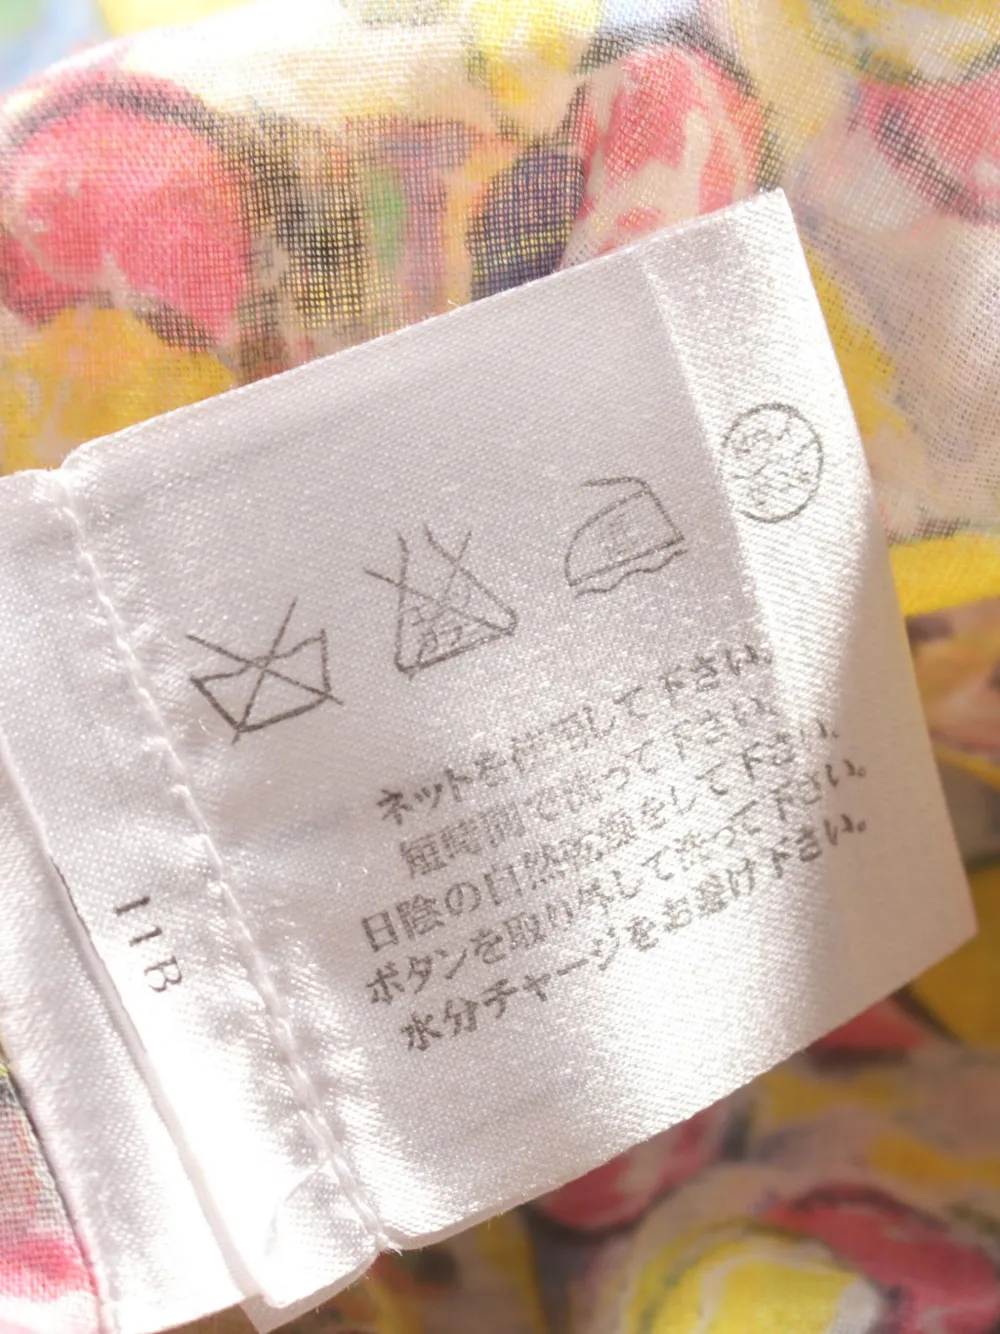 ネットを使用して下さい。
短時間で洗って下さい。
日陰の自然乾燥をして下さい。
ボタンを取り外して洗って下さい。
水分チャージをお避け下さい。
11B